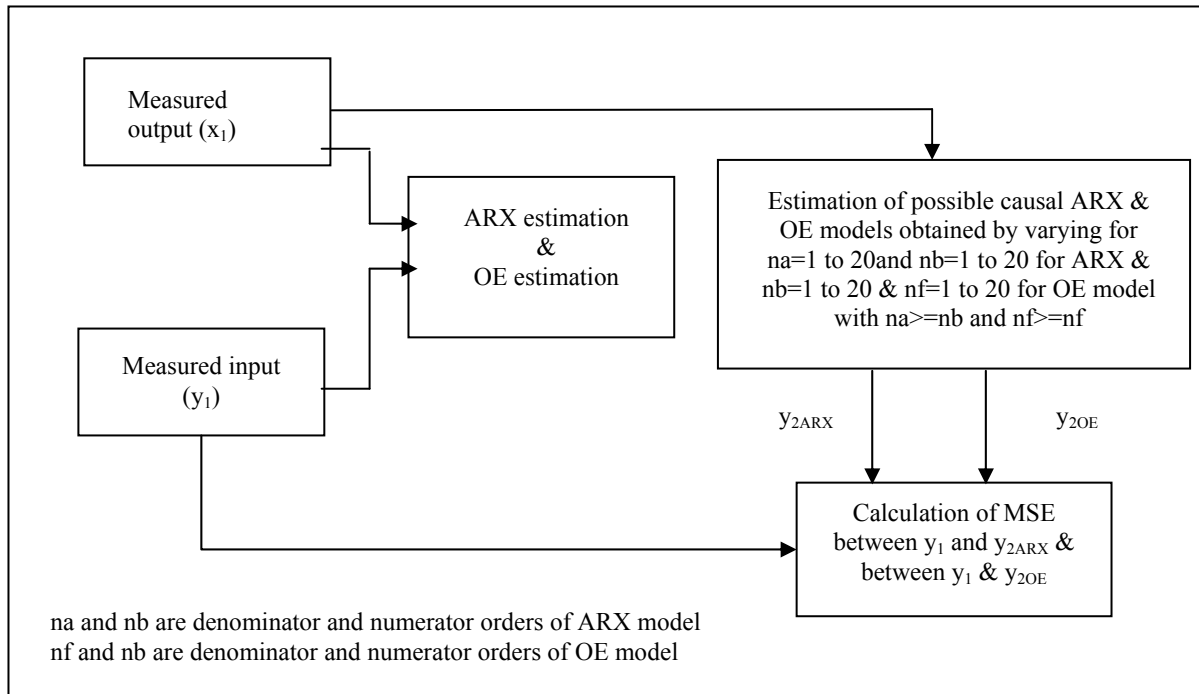 Measured
output (x₁)
ARX estimation
&
OE estimation
Measured input
(y₁)
Estimation of possible causal ARX &
OE models obtained by varying for
na=1 to 20and nb=1 to 20 for ARX &
nb=1 to 20 & nf=1 to 20 for OE model
with na>=nb and nf>=nf
y₂ARX
y₂OE
Calculation of MSE
between y₁ and y₂ARX &
between y₁ & y₂OE
na and nb are denominator and numerator orders of ARX model
nf and nb are denominator and numerator orders of OE model